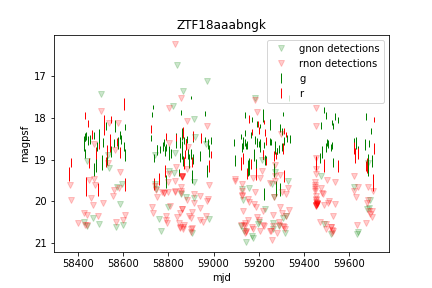 ZTF18aaabngk
gnon detections
rnon detections
g
r
magpsf
17
18
19
20
21
58400 58600 58800 59000 59200 59400 59600
mjd